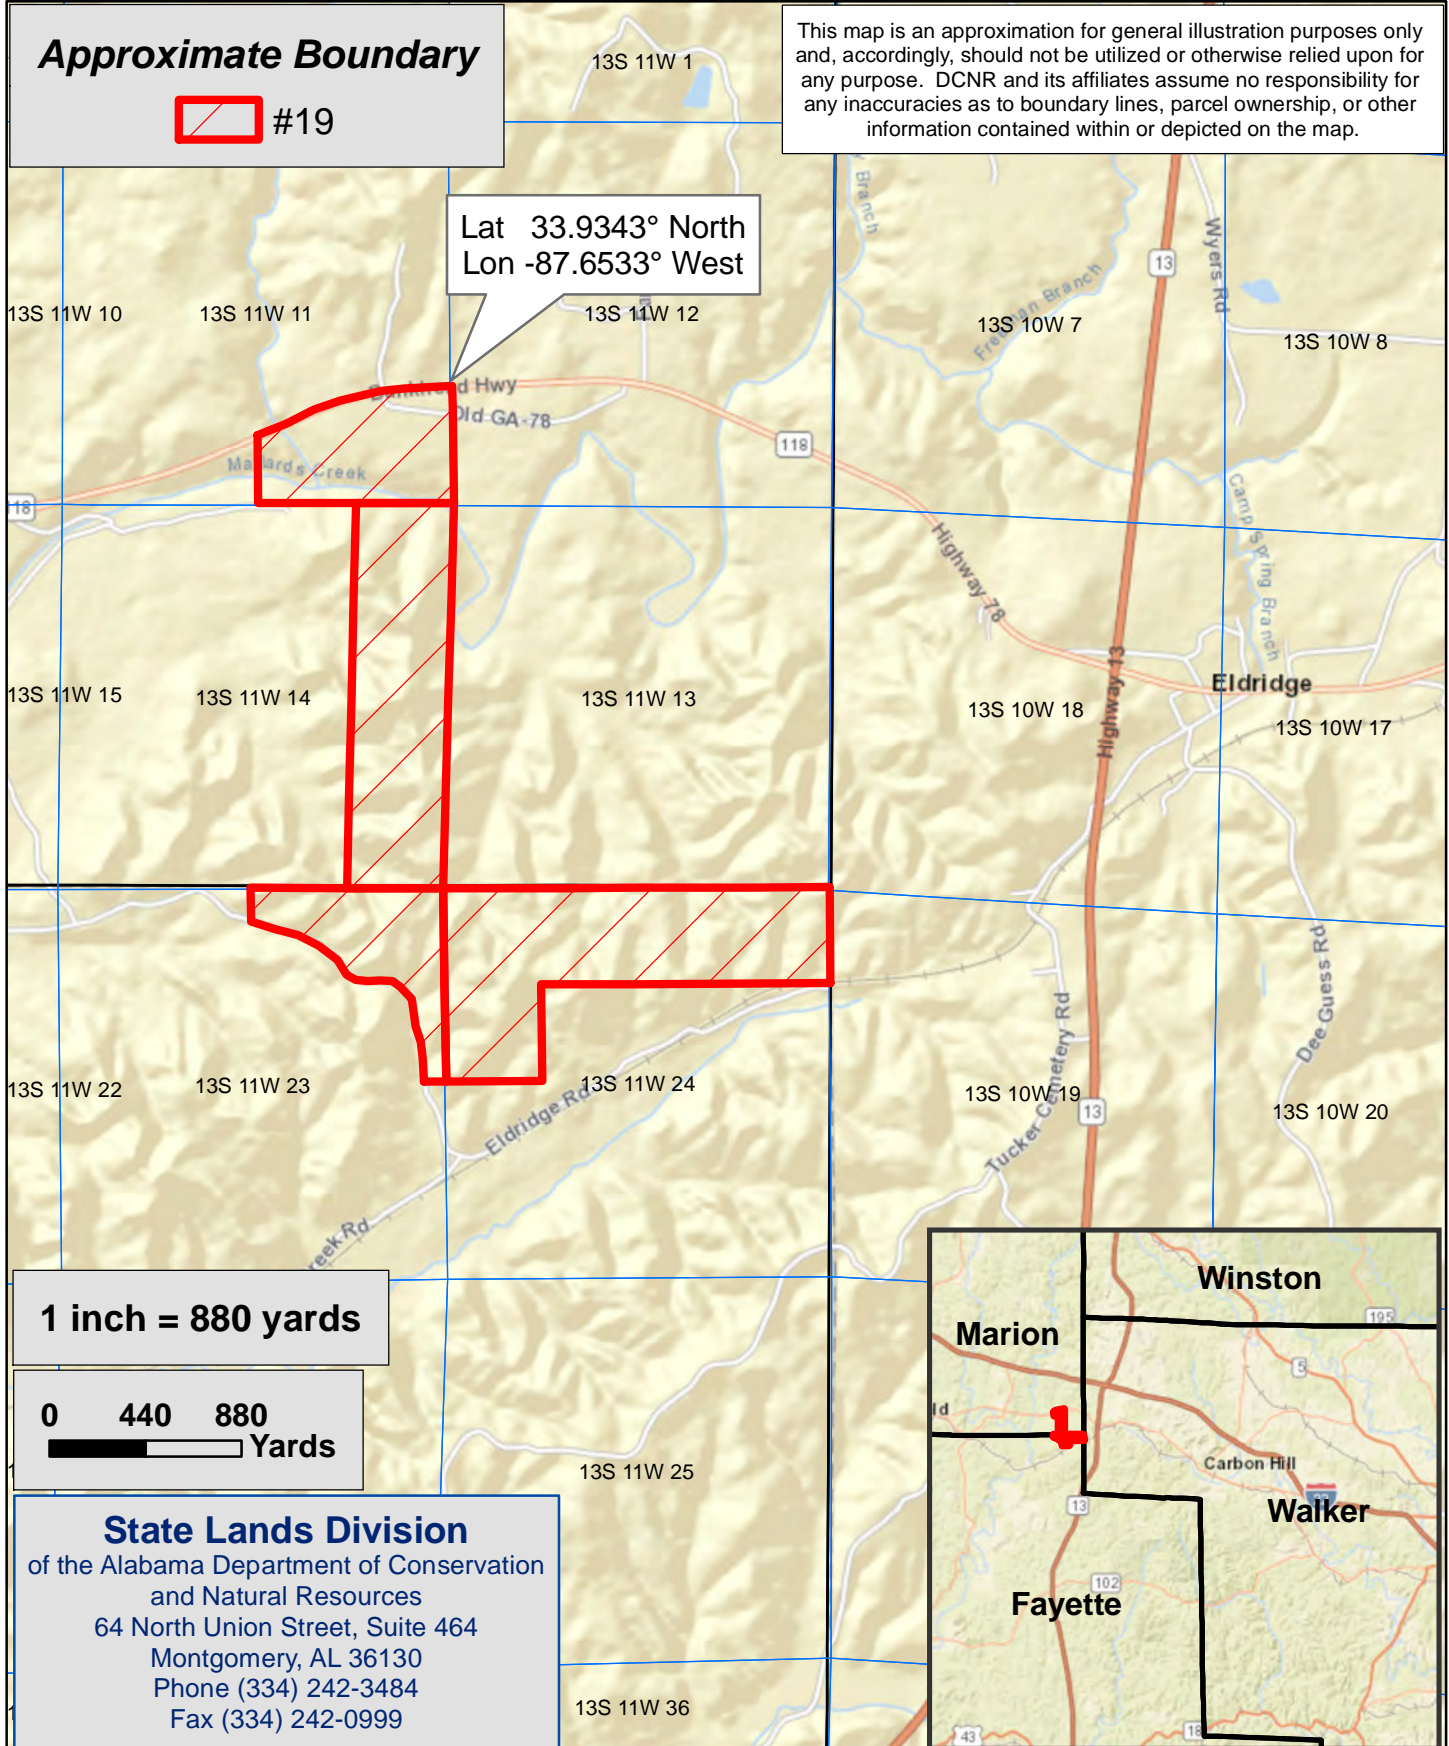 Approximate Boundary
#19
This map is an approximation for general illustration purposes only
and, accordingly, should not be utilized or otherwise relied upon for
any purpose. DCNR and its affiliates assume no responsibility for
any inaccuracies as to boundary lines, parcel ownership, or other
information contained within or depicted on the map.
13S 11W 1
Branch
Lat 33.9343° North
Lon -87.6533° West
13
Wyers Rd
13S 11W 10
13S 11W 11
13S 11W 12
Freeman Branch
13S 10W 7
13S 10W 8
Bankhead Hwy
Old GA-78
118
Mallards Creek
18
Camp Spring Branch
Highway 78
13S 11W 15
13S 11W 14
13S 11W 13
13S 10W 18
Highway 13
Eldridge
13S 10W 17
Dee Guess Rd
13S 11W 22
13S 11W 23
13S 11W 24
Eldridge Rd
13S 10W 19
Tucker Cemetery Rd
13
13S 10W 20
reek Rd
1 inch = 880 yards
0 440 880
Yards
13S 11W 25
13S 11W 36
State Lands Division
of the Alabama Department of Conservation
and Natural Resources
64 North Union Street, Suite 464
Montgomery, AL 36130
Phone (334) 242-3484
Fax (334) 242-0999
Winston
195
Marion
5
ld
Carbon Hill
22
13
Walker
102
Fayette
18
43